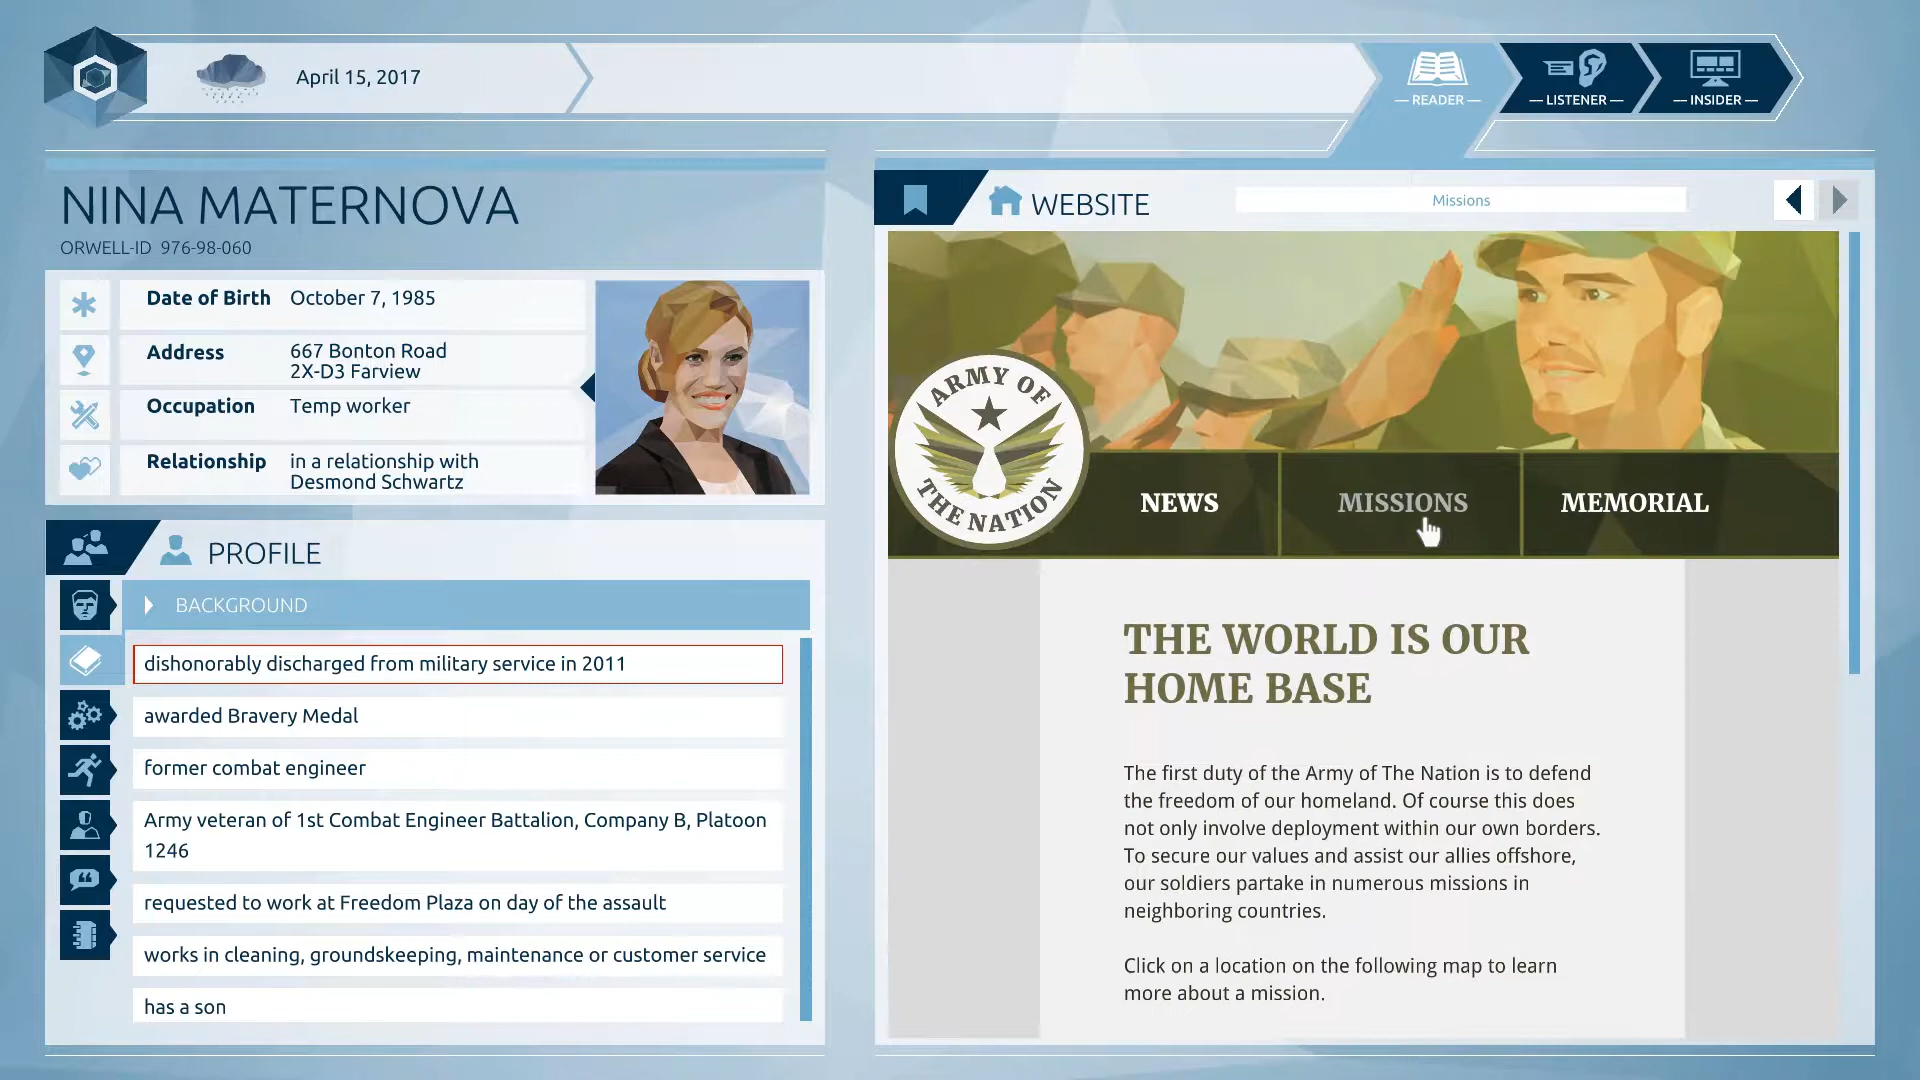 April 15, 2017
READER
LISTENER
INSIDER
NINA MATERNOVA
ORWELL-ID 976-98-060
Date of Birth October 7, 1985
Address 667 Bonton Road
2X-D3 Farview
Occupation Temp worker
Relationship in a relationship with
Desmond Schwartz
PROFILE
BACKGROUND
dishonorably discharged from military service in 2011
awarded Bravery Medal
former combat engineer
Army veteran of 1st Combat Engineer Battalion, Company B, Platoon
1246
requested to work at Freedom Plaza on day of the assault
works in cleaning, groundskeeping, maintenance or customer service
has a son
WEBSITE
Missions
ARMY OF
THE NATION
NEWS
MISSIONS
MEMORIAL
THE WORLD IS OUR
HOME BASE
The first duty of the Army of The Nation is to defend
the freedom of our homeland. Of course this does
not only involve deployment within our own borders.
To secure our values and assist our allies offshore,
our soldiers partake in numerous missions in
neighboring countries.
Click on a location on the following map to learn
more about a mission.